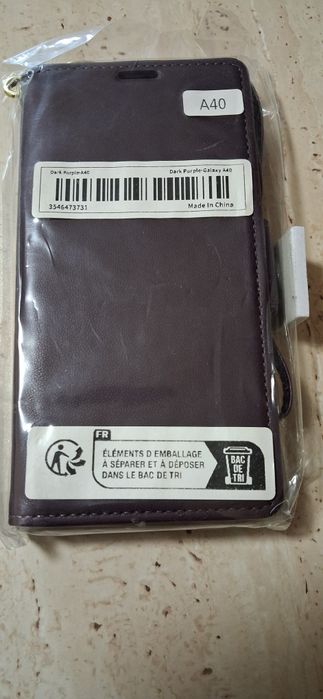 A40
Dark Purple-A40 Dark Purple-Galaxy A40
3546473731 Made In China
FR
ÉLÉMENTS D EMBALLAGE
À SÉPARER ET À DÉPOSER
DANS LE BAC DE TRI
BAC
DE
TRI